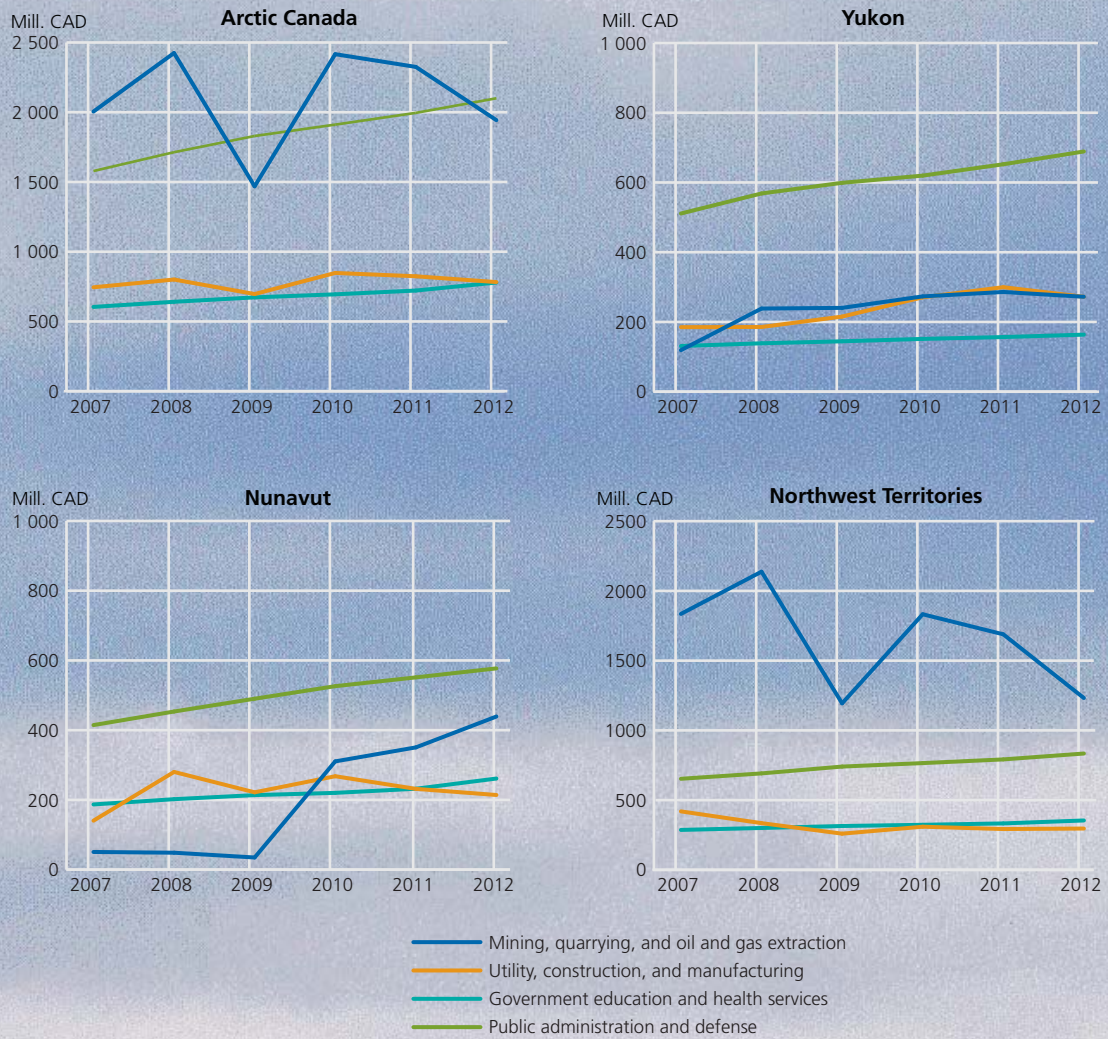 Arctic Canada
Mill. CAD
2 500
2 000
1 500
1 000
500
0
2007 2008 2009 2010 2011 2012
Yukon
Mill. CAD
1 000
800
600
400
200
0
2007 2008 2009 2010 2011 2012
Nunavut
Mill. CAD
1 000
800
600
400
200
0
2007 2008 2009 2010 2011 2012
Northwest Territories
Mill. CAD
2500
2000
1500
1000
500
0
2007 2008 2009 2010 2011 2012
Mining, quarrying, and oil and gas extraction
Utility, construction, and manufacturing
Government education and health services
Public administration and defense